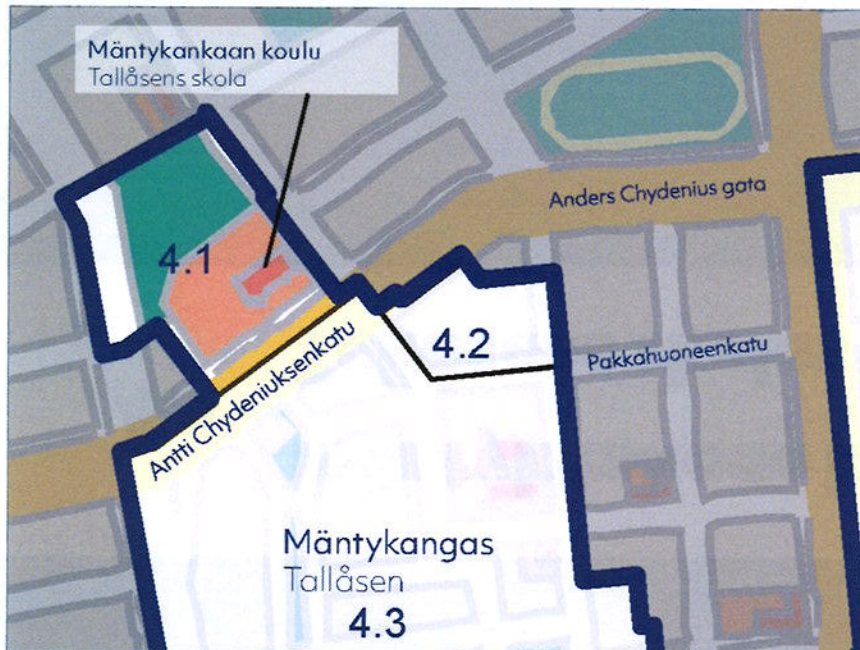 Mäntykankaan koulu
Tallåsens skola
Anders Chydenius gata
4.1
4.2
Pakkahuoneenkatu
Antti Chydeniuksenkatu
Mäntykangas
Tallåsen
4.3